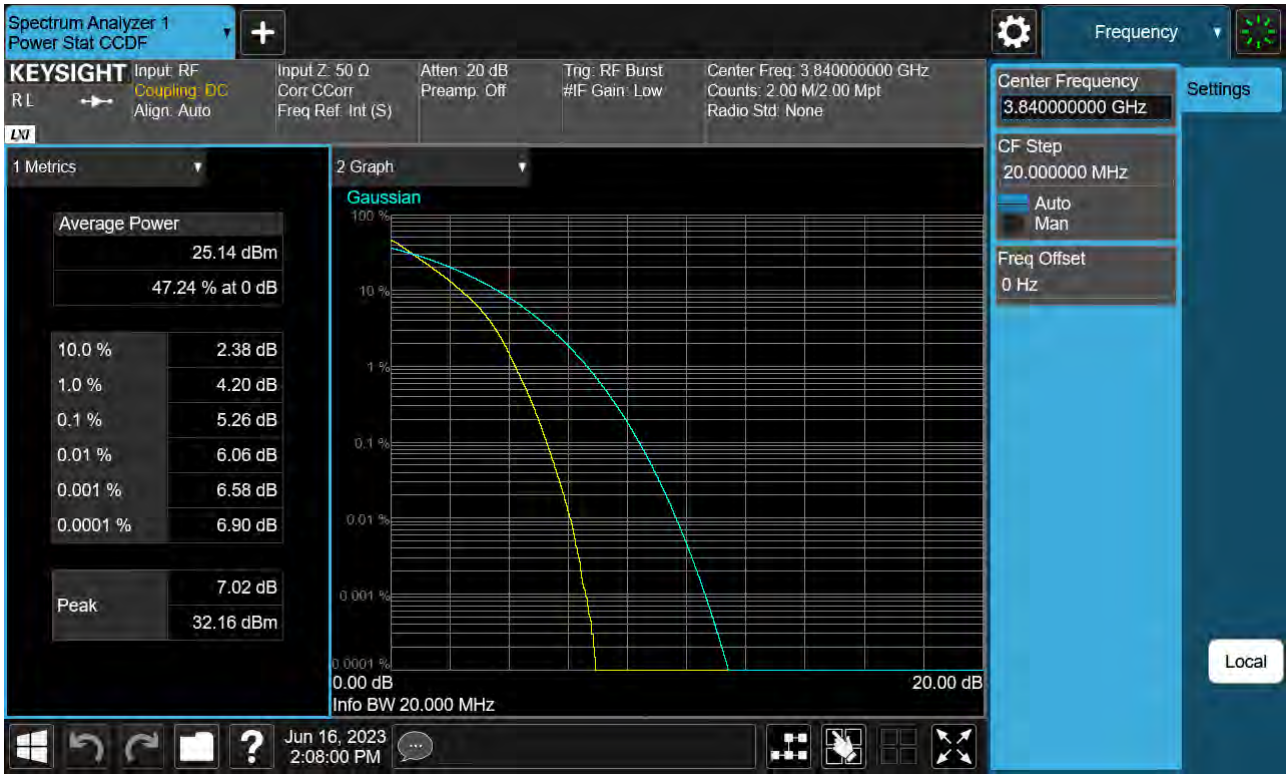 Spectrum Analyzer 1
Power Stat CCDF
+
Frequency
KEYSIGHT
RL
LXI
Input: RF
Coupling: DC
Align: Auto
Input Z: 50 Ω
Corr CCorr
Freq Ref: Int (S)
Atten: 20 dB
Preamp: Off
Trig: RF Burst
#IF Gain: Low
Center Freq: 3.840000000 GHz
Counts: 2.00 M/2.00 Mpt
Radio Std: None
Center Frequency
3.840000000 GHz
Settings
CF Step
20.000000 MHz
Auto
Man
Freq Offset
0 Hz
Local
1 Metrics
Average Power
25.14 dBm
47.24 % at 0 dB
10.0 % 2.38 dB
1.0 % 4.20 dB
0.1 % 5.26 dB
0.01 % 6.06 dB
0.001 % 6.58 dB
0.0001 % 6.90 dB
Peak
7.02 dB
32.16 dBm
2 Graph
Gaussian
100 %
10 %
1 %
0.1 %
0.01 %
0.001 %
0.0001 %
0.00 dB 20.00 dB
Info BW 20.000 MHz
?
Jun 16, 2023
2:08:00 PM